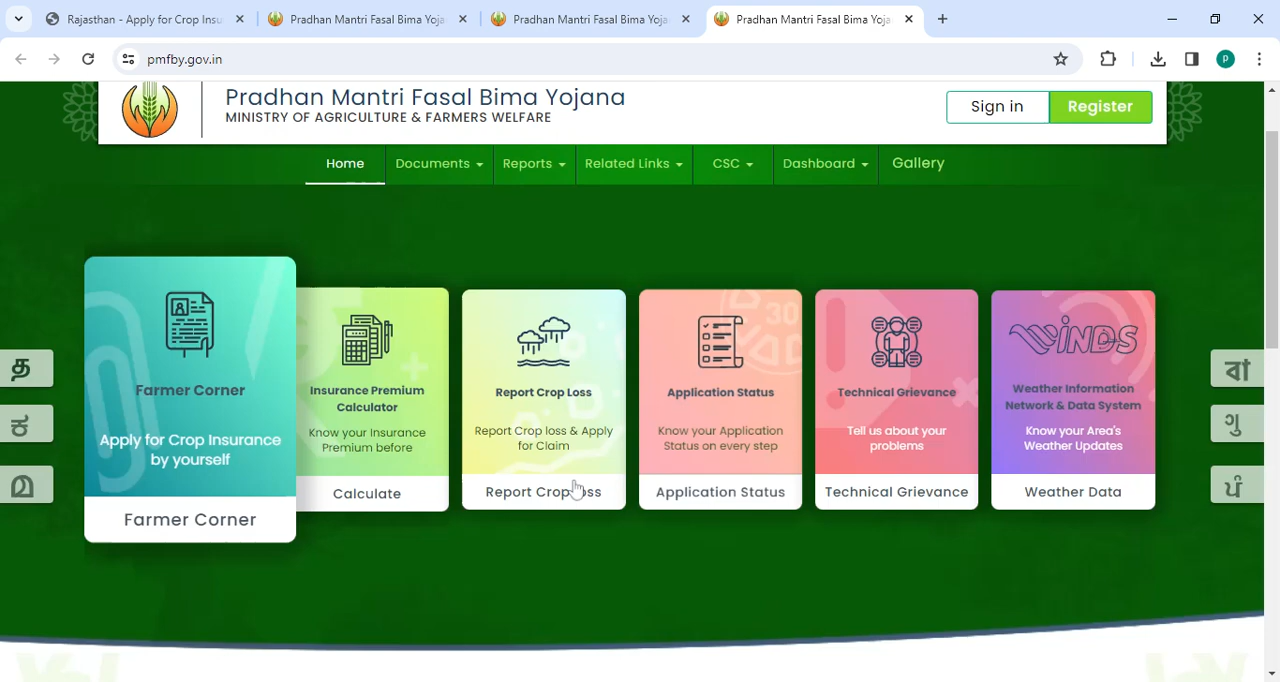 Rajasthan - Apply for Crop Insu
Pradhan Mantri Fasal Bima Yoja
Pradhan Mantri Fasal Bima Yoja
Pradhan Mantri Fasal Bima Yoja
pmfby.gov.in
P
Pradhan Mantri Fasal Bima Yojana
MINISTRY OF AGRICULTURE & FARMERS WELFARE
Sign in
Register
Home
Documents
Reports
Related Links
CSC
Dashboard
Gallery
Farmer Corner
Apply for Crop Insurance
by yourself
Farmer Corner
Insurance Premium
Calculator
Know your Insurance
Premium before
Calculate
Report Crop Loss
Report Crop loss & Apply
for Claim
Report Crop Loss
30
Application Status
Know your Application
Status on every step
Application Status
Technical Grievance
Tell us about your
problems
Technical Grievance
WINDS
Weather Information
Network & Data System
Know your Area's
Weather Updates
Weather Data
த
ಕ
മ
বা
ગુ
ਪੰ